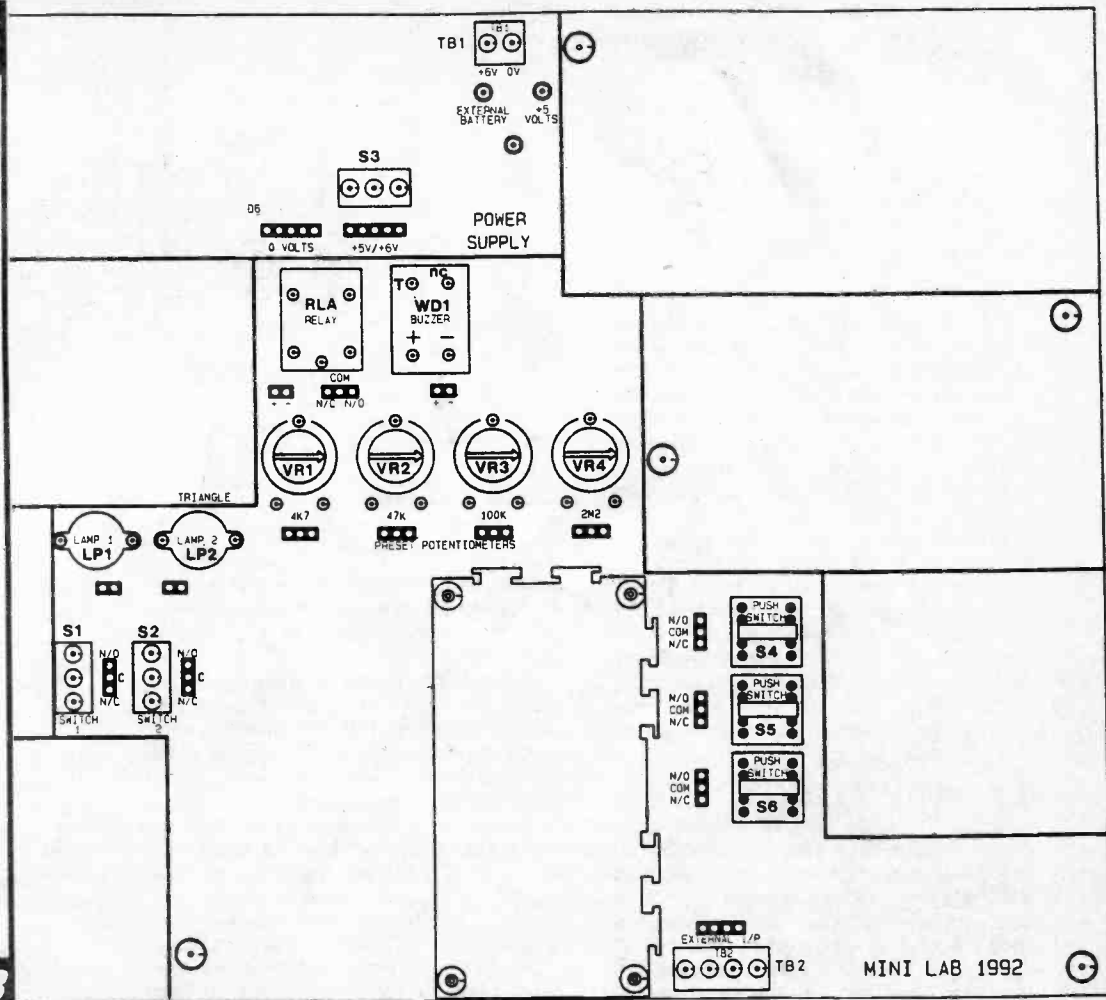 TB1
TB1
+6V 0V
EXTERNAL
BATTERY
+5
VOLTS
S3
D6
0 VOLTS
+5V/+6V
POWER
SUPPLY
RLA
RELAY
T
nc
WD1
BUZZER
+ -
COM
+ -
N/C N/O
+ -
VR1
VR2
VR3
VR4
4K7
47K
100K
2M2
PRESET POTENTIOMETERS
TRIANGLE
LAMP 1
LP1
LAMP 2
LP2
S1
S2
N/O
C
N/C
N/O
C
N/C
SWITCH
1
SWITCH
2
N/O
COM
N/C
PUSH
SWITCH
S4
N/O
COM
N/C
PUSH
SWITCH
S5
N/O
COM
N/C
PUSH
SWITCH
S6
EXTERNAL I/P
TB2
TB2
MINI LAB 1992